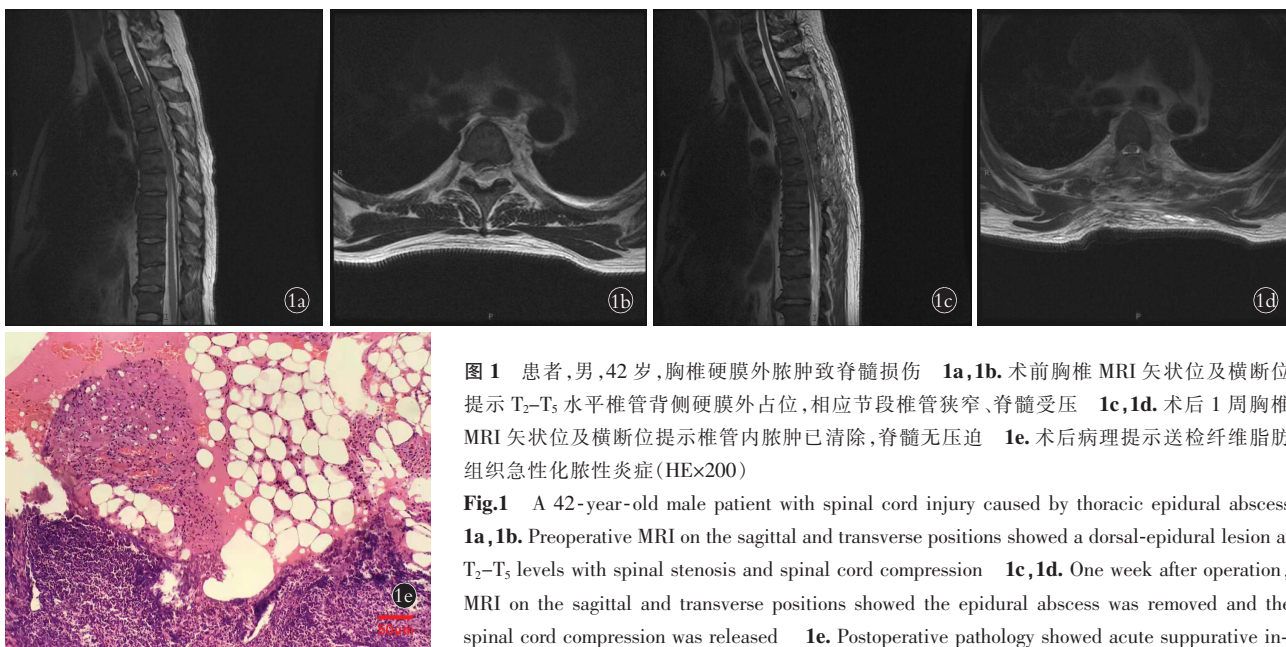 1a
1b
1c
1d
1e
50μm
A
R
P
A
R
P
图 1 患者,男,42 岁,胸椎硬膜外脓肿致脊髓损伤 1a,1b. 术前胸椎 MRI 矢状位及横断位
提示 T2–T5 水平椎管背侧硬膜外占位,相应节段椎管狭窄、脊髓受压 1c,1d. 术后 1 周胸椎
MRI 矢状位及横断位提示椎管内脓肿已清除,脊髓无压迫 1e. 术后病理提示送检纤维脂肪
组织急性化脓性炎症(HE×200)
Fig.1 A 42-year-old male patient with spinal cord injury caused by thoracic epidural abscess
1a,1b. Preoperative MRI on the sagittal and transverse positions showed a dorsal-epidural lesion a
T2–T5 levels with spinal stenosis and spinal cord compression 1c,1d. One week after operation,
MRI on the sagittal and transverse positions showed the epidural abscess was removed and the
spinal cord compression was released 1e. Postoperative pathology showed acute suppurative in-